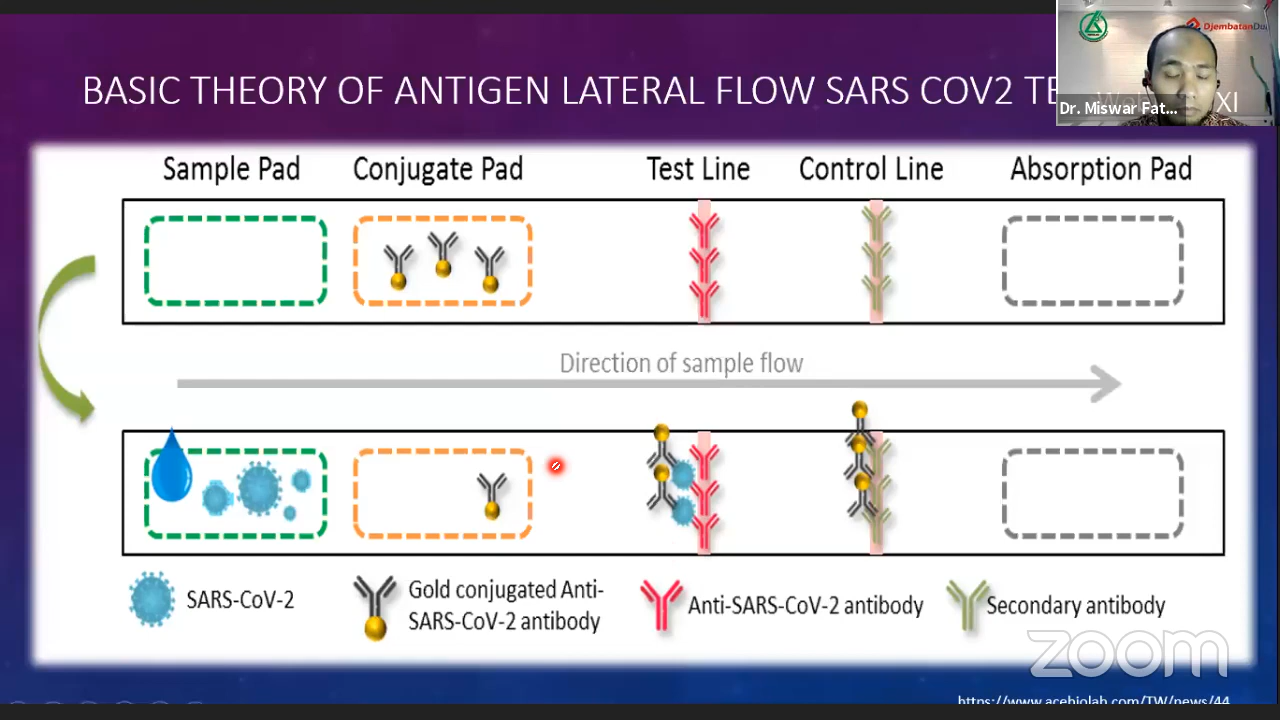 DjembatanDo
BASIC THEORY OF ANTIGEN LATERAL FLOW SARS COV2 TE
XI
Dr. Miswar Fat...
Sample Pad
Conjugate Pad
Test Line
Control Line
Absorption Pad
Direction of sample flow
SARS-CoV-2
Gold conjugated Anti-
SARS-CoV-2 antibody
Anti-SARS-CoV-2 antibody
Secondary antibody
zoom
https://www.acebiolab.com/TW/news/44